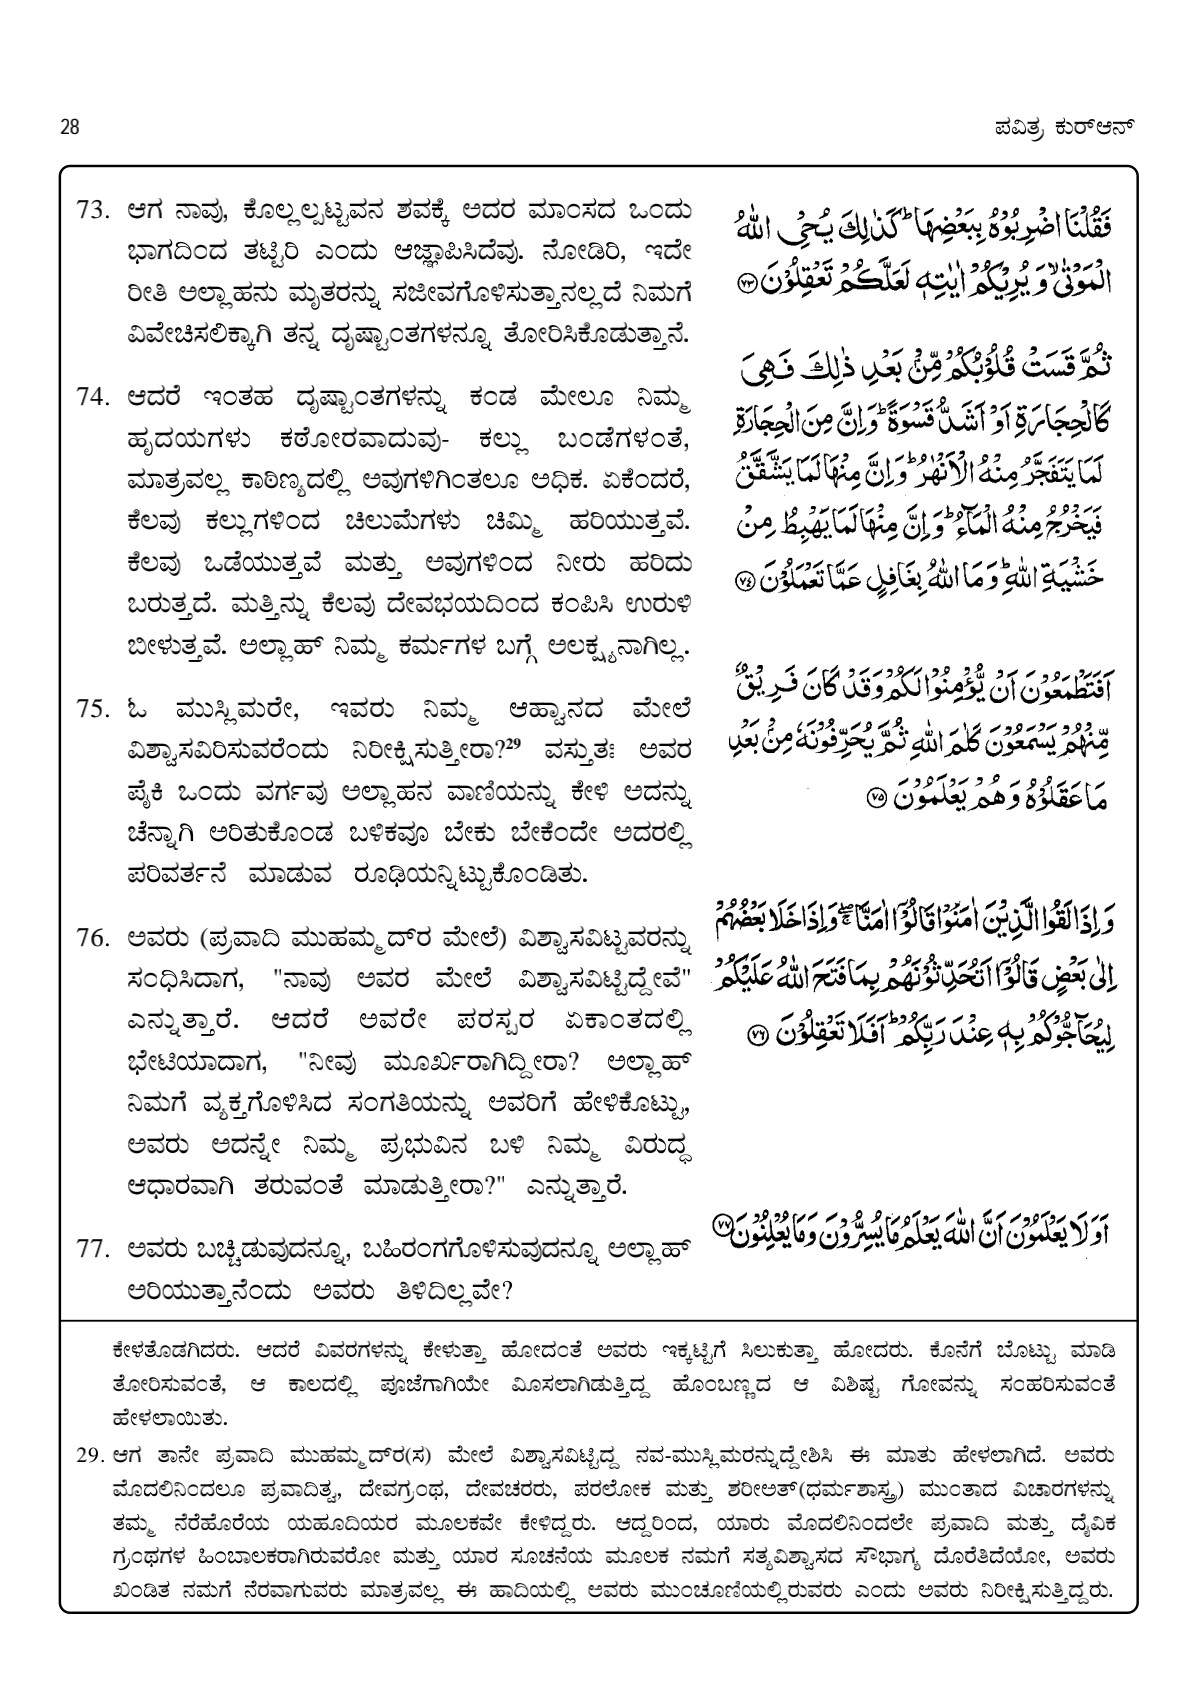 28
ಪವಿತ್ರ ಕುರ್‌ಆನ್
73. ಆಗ ನಾವು, ಕೊಲ್ಲಲ್ಪಟ್ಟವನ ಶವಕ್ಕೆ ಅದರ ಮಾಂಸದ ಒಂದು
ಭಾಗದಿಂದ ತಟ್ಟಿರಿ ಎಂದು ಆಜ್ಞಾಪಿಸಿದೆವು. ನೋಡಿರಿ, ಇದೇ
ರೀತಿ ಅಲ್ಲಾಹನು ಮೃತರನ್ನು ಸಜೀವಗೊಳಿಸುತ್ತಾನಲ್ಲದೆ ನಿಮಗೆ
ವಿವೇಚಿಸಲಿಕ್ಕಾಗಿ ತನ್ನ ದೃಷ್ಟಾಂತಗಳನ್ನೂ ತೋರಿಸಿಕೊಡುತ್ತಾನೆ.
74. ಆದರೆ ಇಂತಹ ದೃಷ್ಟಾಂತಗಳನ್ನು ಕಂಡ ಮೇಲೂ ನಿಮ್ಮ
ಹೃದಯಗಳು ಕಠೋರವಾದುವು- ಕಲ್ಲು ಬಂಡೆಗಳಂತೆ,
ಮಾತ್ರವಲ್ಲ ಕಾಠಿಣ್ಯದಲ್ಲಿ ಅವುಗಳಿಗಿಂತಲೂ ಅಧಿಕ. ಏಕೆಂದರೆ,
ಕೆಲವು ಕಲ್ಲುಗಳಿಂದ ಚಿಲುಮೆಗಳು ಚಿಮ್ಮಿ ಹರಿಯುತ್ತವೆ.
ಕೆಲವು ಒಡೆಯುತ್ತವೆ ಮತ್ತು ಅವುಗಳಿಂದ ನೀರು ಹರಿದು
ಬರುತ್ತದೆ. ಮತ್ತಿನ್ನು ಕೆಲವು ದೇವಭಯದಿಂದ ಕಂಪಿಸಿ ಉರುಳಿ
ಬೀಳುತ್ತವೆ. ಅಲ್ಲಾಹ್ ನಿಮ್ಮ ಕರ್ಮಗಳ ಬಗ್ಗೆ ಅಲಕ್ಷ್ಯನಾಗಿಲ್ಲ.
75. ಓ ಮುಸ್ಲಿಮರೇ, ಇವರು ನಿಮ್ಮ ಆಹ್ವಾನದ ಮೇಲೆ
ವಿಶ್ವಾಸವಿರಿಸುವರೆಂದು ನಿರೀಕ್ಷಿಸುತ್ತೀರಾ?²⁹ ವಸ್ತುತಃ ಅವರ
ಪೈಕಿ ಒಂದು ವರ್ಗವು ಅಲ್ಲಾಹನ ವಾಣಿಯನ್ನು ಕೇಳಿ ಅದನ್ನು
ಚೆನ್ನಾಗಿ ಅರಿತುಕೊಂಡ ಬಳಿಕವೂ ಬೇಕು ಬೇಕೆಂದೇ ಅದರಲ್ಲಿ
ಪರಿವರ್ತನೆ ಮಾಡುವ ರೂಢಿಯನ್ನಿಟ್ಟುಕೊಂಡಿತು.
76. ಅವರು (ಪ್ರವಾದಿ ಮುಹಮ್ಮದ್‌ರ ಮೇಲೆ) ವಿಶ್ವಾಸವಿಟ್ಟವರನ್ನು
ಸಂಧಿಸಿದಾಗ, "ನಾವು ಅವರ ಮೇಲೆ ವಿಶ್ವಾಸವಿಟ್ಟಿದ್ದೇವೆ"
ಎನ್ನುತ್ತಾರೆ. ಆದರೆ ಅವರೇ ಪರಸ್ಪರ ಏಕಾಂತದಲ್ಲಿ
ಭೇಟಿಯಾದಾಗ, "ನೀವು ಮೂರ್ಖರಾಗಿದ್ದೀರಾ? ಅಲ್ಲಾಹ್
ನಿಮಗೆ ವ್ಯಕ್ತಗೊಳಿಸಿದ ಸಂಗತಿಯನ್ನು ಅವರಿಗೆ ಹೇಳಿಕೊಟ್ಟು,
ಅವರು ಅದನ್ನೇ ನಿಮ್ಮ ಪ್ರಭುವಿನ ಬಳಿ ನಿಮ್ಮ ವಿರುದ್ಧ
ಆಧಾರವಾಗಿ ತರುವಂತೆ ಮಾಡುತ್ತೀರಾ?" ಎನ್ನುತ್ತಾರೆ.
77. ಅವರು ಬಚ್ಚಿಡುವುದನ್ನೂ, ಬಹಿರಂಗಗೊಳಿಸುವುದನ್ನೂ ಅಲ್ಲಾಹ್
ಅರಿಯುತ್ತಾನೆಂದು ಅವರು ತಿಳಿದಿಲ್ಲವೇ?
فَقُلْنَا اضْرِبُوْهُ بِبَعْضِهَا ؕ كَذٰلِكَ يُحْيِ اللّٰهُ
الْمَوْتٰى ۙ وَ يُرِيْكُمْ اٰيٰتِهٖ لَعَلَّكُمْ تَعْقِلُوْنَ ﴿۷۳﴾
ثُمَّ قَسَتْ قُلُوْبُكُمْ مِّنْۢ بَعْدِ ذٰلِكَ فَهِيَ
كَالْحِجَارَةِ اَوْ اَشَدُّ قَسْوَةً ؕ وَ اِنَّ مِنَ الْحِجَارَةِ
لَمَا يَتَفَجَّرُ مِنْهُ الْاَنْهٰرُ ؕ وَ اِنَّ مِنْهَا لَمَا يَشَّقَّقُ
فَيَخْرُجُ مِنْهُ الْمَآءُ ؕ وَ اِنَّ مِنْهَا لَمَا يَهْبِطُ مِنْ
خَشْيَةِ اللّٰهِ ؕ وَ مَا اللّٰهُ بِغَافِلٍ عَمَّا تَعْمَلُوْنَ ﴿۷۴﴾
اَفَتَطْمَعُوْنَ اَنْ يُّؤْمِنُوْا لَكُمْ وَ قَدْ كَانَ فَرِيْقٌ
مِّنْهُمْ يَسْمَعُوْنَ كَلٰمَ اللّٰهِ ثُمَّ يُحَرِّفُوْنَهٗ مِنْۢ بَعْدِ
مَا عَقَلُوْهُ وَ هُمْ يَعْلَمُوْنَ ﴿۷۵﴾
وَ اِذَا لَقُوا الَّذِيْنَ اٰمَنُوْا قَالُوْۤا اٰمَنَّا ۖۚ وَ اِذَا خَلَا بَعْضُهُمْ
اِلٰى بَعْضٍ قَالُوْۤا اَتُحَدِّثُوْنَهُمْ بِمَا فَتَحَ اللّٰهُ عَلَيْكُمْ
لِيُحَآجُّوْكُمْ بِهٖ عِنْدَ رَبِّكُمْ ؕ اَفَلَا تَعْقِلُوْنَ ﴿۷۶﴾
اَوَ لَا يَعْلَمُوْنَ اَنَّ اللّٰهَ يَعْلَمُ مَا يُسِرُّوْنَ وَ مَا يُعْلِنُوْنَ ﴿۷۷﴾
ಕೇಳತೊಡಗಿದರು. ಆದರೆ ವಿವರಗಳನ್ನು ಕೇಳುತ್ತಾ ಹೋದಂತೆ ಅವರು ಇಕ್ಕಟ್ಟಿಗೆ ಸಿಲುಕುತ್ತಾ ಹೋದರು. ಕೊನೆಗೆ ಬೊಟ್ಟು ಮಾಡಿ
ತೋರಿಸುವಂತೆ, ಆ ಕಾಲದಲ್ಲಿ ಪೂಜೆಗಾಗಿಯೇ ಮೀಸಲಾಗಿಡುತ್ತಿದ್ದ ಹೊಂಬಣ್ಣದ ಆ ವಿಶಿಷ್ಟ ಗೋವನ್ನು ಸಂಹರಿಸುವಂತೆ
ಹೇಳಲಾಯಿತು.
29. ಆಗ ತಾನೇ ಪ್ರವಾದಿ ಮುಹಮ್ಮದ್‌ರ(ಸ) ಮೇಲೆ ವಿಶ್ವಾಸವಿಟ್ಟಿದ್ದ ನವ-ಮುಸ್ಲಿಮರನ್ನುದ್ದೇಶಿಸಿ ಈ ಮಾತು ಹೇಳಲಾಗಿದೆ. ಅವರು
ಮೊದಲಿನಿಂದಲೂ ಪ್ರವಾದಿತ್ವ, ದೇವಗ್ರಂಥ, ದೇವಚರರು, ಪರಲೋಕ ಮತ್ತು ಶರೀಅತ್(ಧರ್ಮಶಾಸ್ತ್ರ) ಮುಂತಾದ ವಿಚಾರಗಳನ್ನು
ತಮ್ಮ ನೆರೆಹೊರೆಯ ಯಹೂದಿಯರ ಮೂಲಕವೇ ಕೇಳಿದ್ದರು. ಆದ್ದರಿಂದ, ಯಾರು ಮೊದಲಿನಿಂದಲೇ ಪ್ರವಾದಿ ಮತ್ತು ದೈವಿಕ
ಗ್ರಂಥಗಳ ಹಿಂಬಾಲಕರಾಗಿರುವರೋ ಮತ್ತು ಯಾರ ಸೂಚನೆಯ ಮೂಲಕ ನಮಗೆ ಸತ್ಯವಿಶ್ವಾಸದ ಸೌಭಾಗ್ಯ ದೊರೆತಿದೆಯೋ, ಅವರು
ಖಂಡಿತ ನಮಗೆ ನೆರವಾಗುವರು ಮಾತ್ರವಲ್ಲ ಈ ಹಾದಿಯಲ್ಲಿ ಅವರು ಮುಂಚೂಣಿಯಲ್ಲಿರುವರು ಎಂದು ಅವರು ನಿರೀಕ್ಷಿಸುತ್ತಿದ್ದರು.